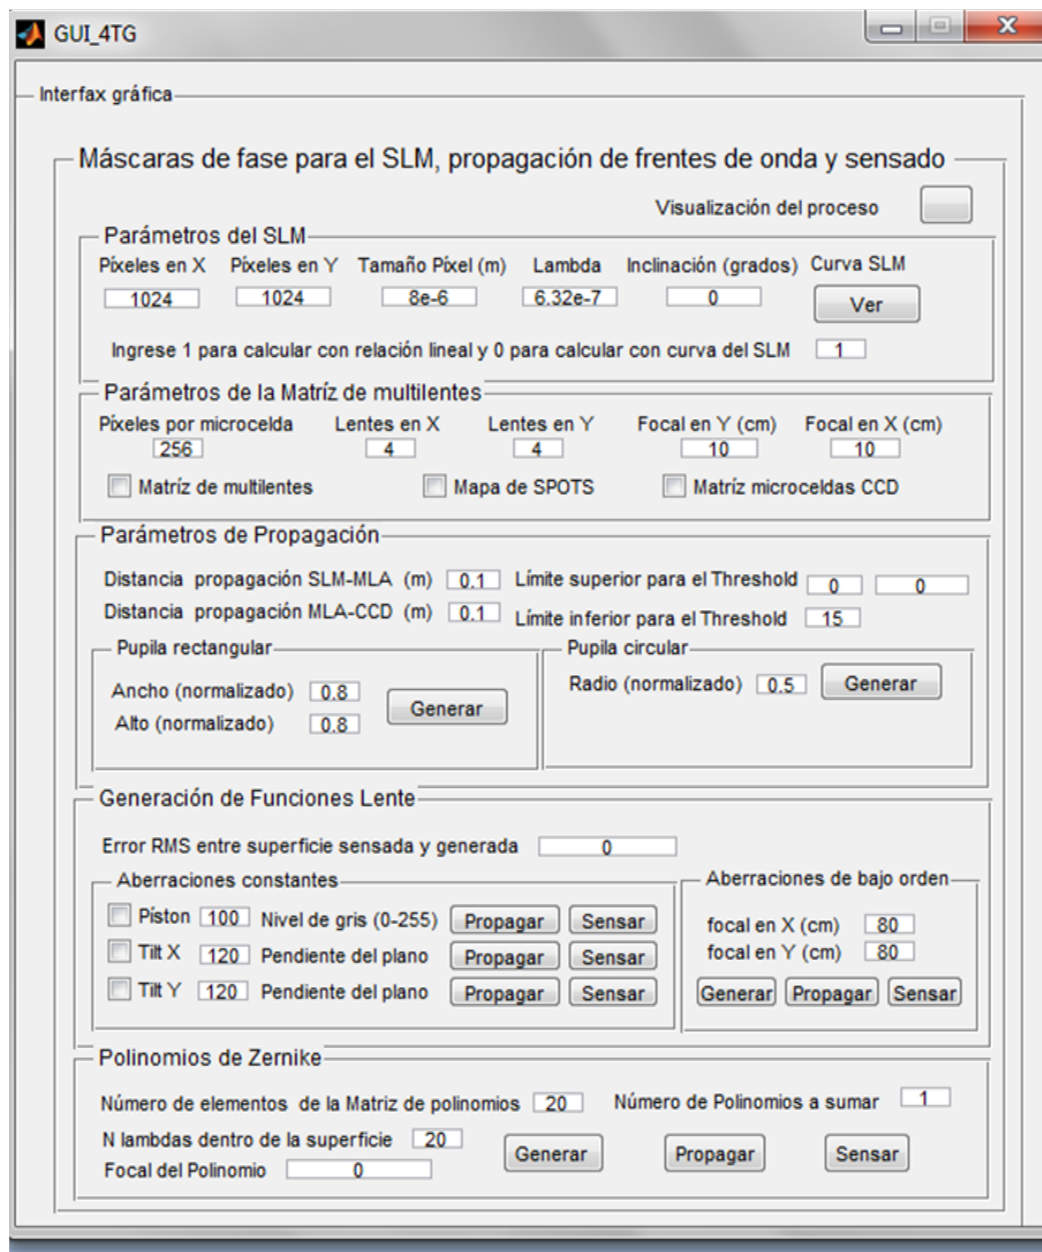 GUI_4TG
Interfax gráfica
Máscaras de fase para el SLM, propagación de frentes de onda y sensado
Visualización del proceso
Parámetros del SLM
Píxeles en X Píxeles en Y Tamaño Píxel (m) Lambda Inclinación (grados) Curva SLM
1024 1024 8e-6 6.32e-7 0 Ver
Ingrese 1 para calcular con relación lineal y 0 para calcular con curva del SLM 1
Parámetros de la Matríz de multilentes
Píxeles por microcelda Lentes en X Lentes en Y Focal en Y (cm) Focal en X (cm)
256 4 4 10 10
Matríz de multilentes Mapa de SPOTS Matríz microceldas CCD
Parámetros de Propagación
Distancia propagación SLM-MLA (m) 0.1 Límite superior para el Threshold 0 0
Distancia propagación MLA-CCD (m) 0.1 Límite inferior para el Threshold 15
Pupila rectangular Pupila circular
Ancho (normalizado) 0.8 Generar Radio (normalizado) 0.5 Generar
Alto (normalizado) 0.8
Generación de Funciones Lente
Error RMS entre superficie sensada y generada 0
Aberraciones constantes Aberraciones de bajo orden
Píston 100 Nivel de gris (0-255) Propagar Sensar focal en X (cm) 80
Tilt X 120 Pendiente del plano Propagar Sensar focal en Y (cm) 80
Tilt Y 120 Pendiente del plano Propagar Sensar Generar Propagar Sensar
Polinomios de Zernike
Número de elementos de la Matriz de polinomios 20 Número de Polinomios a sumar 1
N lambdas dentro de la superficie 20 Generar Propagar Sensar
Focal del Polinomio 0